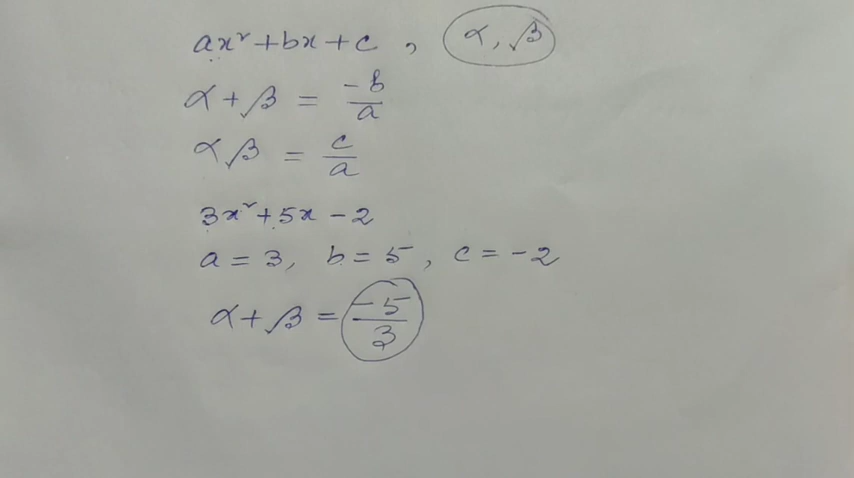 ax² + bx + c , α, β
α + β = -b/a
αβ = c/a
3x² + 5x - 2
a = 3, b = 5, c = -2
α + β = -5/3